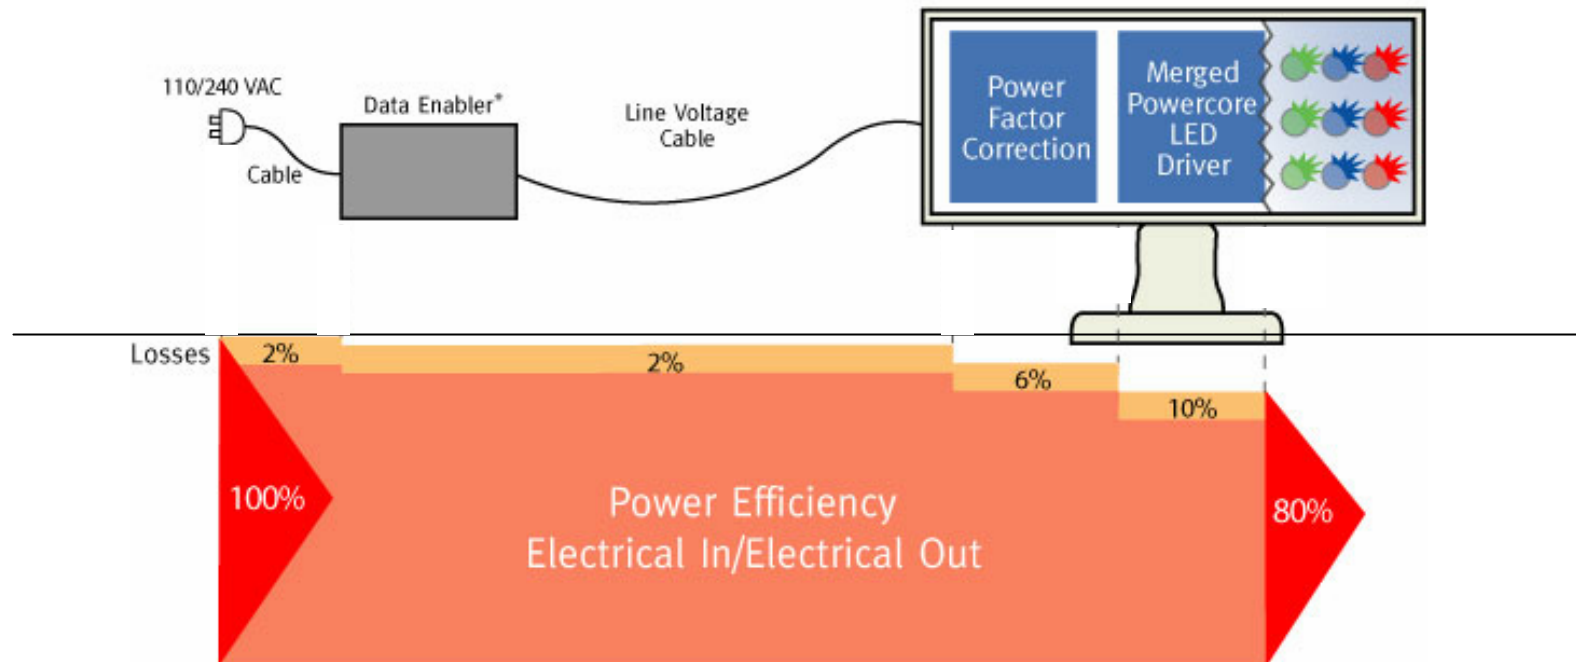 110/240 VAC
Cable
Data Enabler*
Line Voltage
Cable
Power
Factor
Correction
Merged
Powercore
LED
Driver
Losses
2%
2%
6%
10%
100%
Power Efficiency
Electrical In/Electrical Out
80%